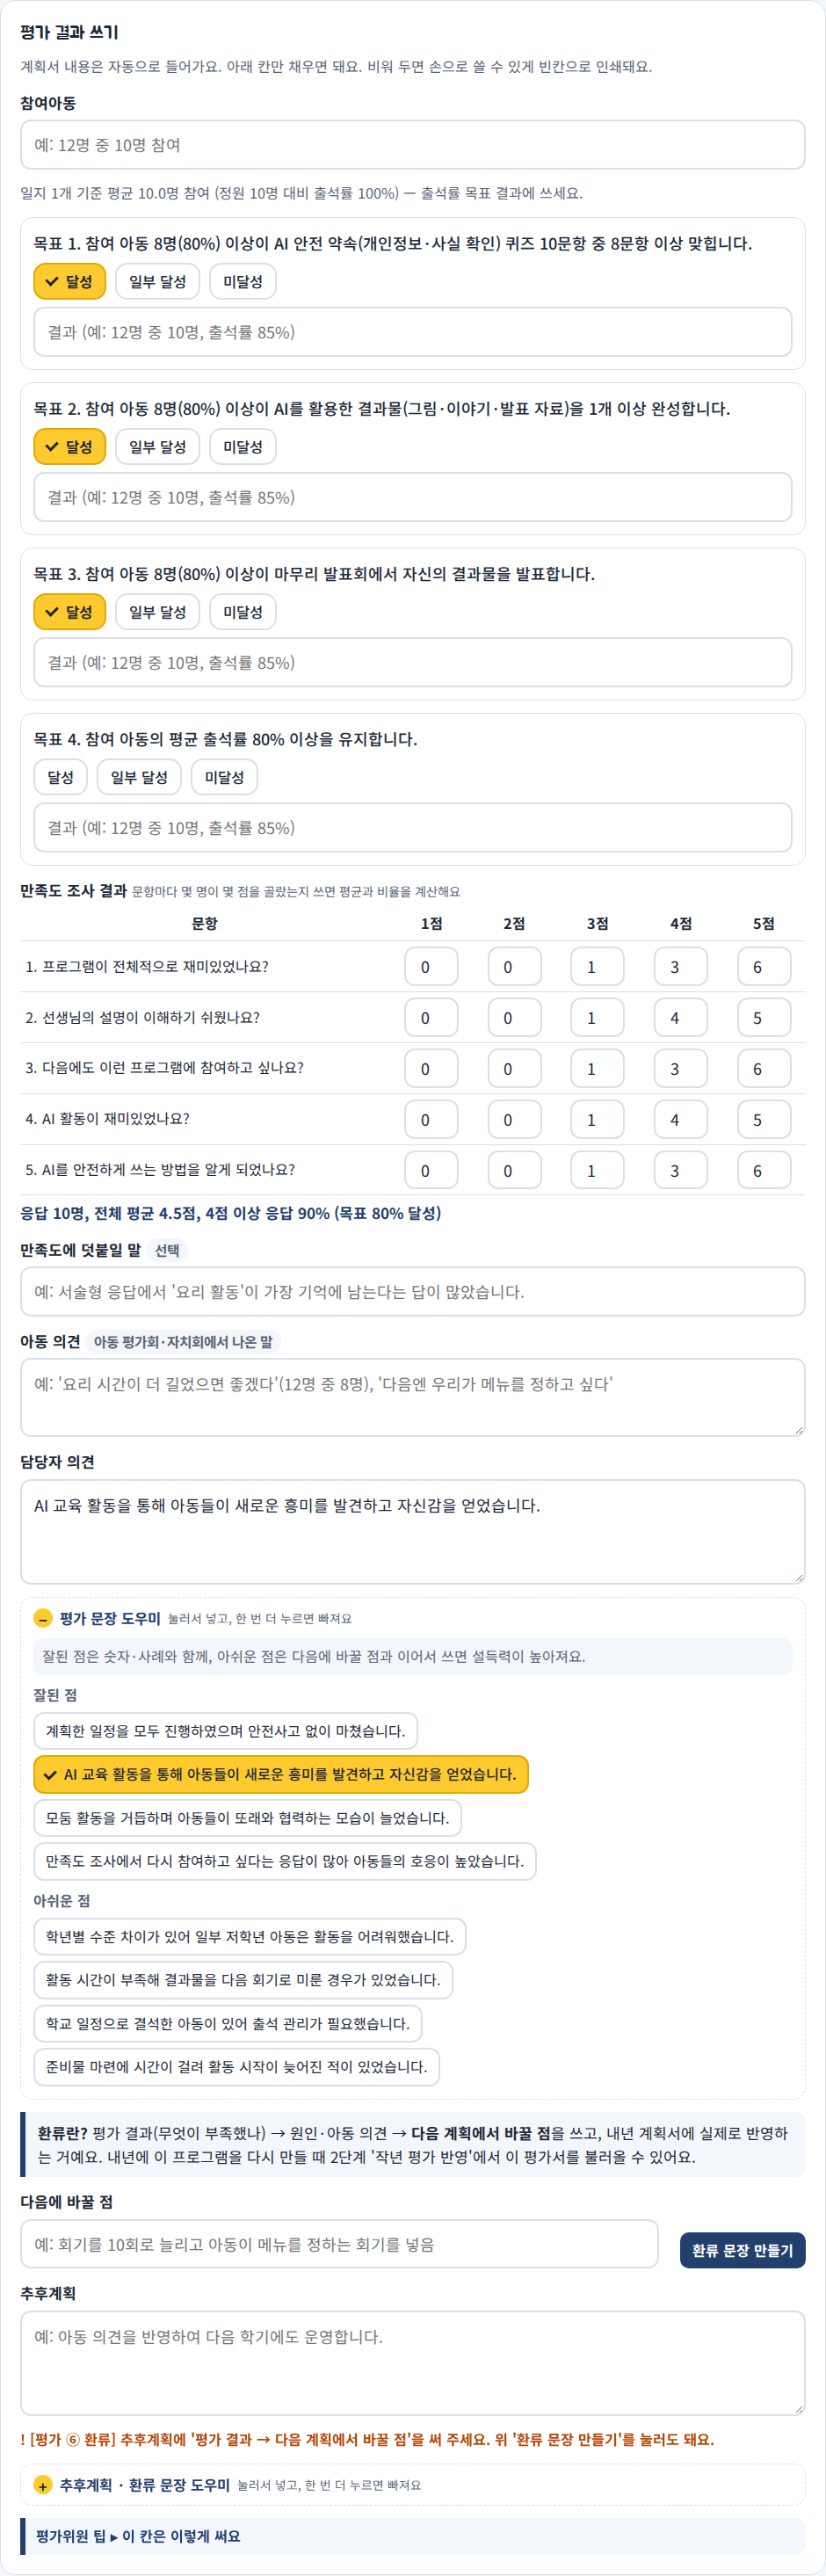 평가 결과 쓰기
계획서 내용은 자동으로 들어가요. 아래 칸만 채우면 돼요. 비워 두면 손으로 쓸 수 있게 빈칸으로 인쇄돼요.
참여아동
예: 12명 중 10명 참여
일지 1개 기준 평균 10.0명 참여 (정원 10명 대비 출석률 100%) — 출석률 목표 결과에 쓰세요.
목표 1. 참여 아동 8명(80%) 이상이 AI 안전 약속(개인정보·사실 확인) 퀴즈 10문항 중 8문항 이상 맞힙니다.
✓ 달성 일부 달성 미달성
결과 (예: 12명 중 10명, 출석률 85%)
목표 2. 참여 아동 8명(80%) 이상이 AI를 활용한 결과물(그림·이야기·발표 자료)을 1개 이상 완성합니다.
✓ 달성 일부 달성 미달성
결과 (예: 12명 중 10명, 출석률 85%)
목표 3. 참여 아동 8명(80%) 이상이 마무리 발표회에서 자신의 결과물을 발표합니다.
✓ 달성 일부 달성 미달성
결과 (예: 12명 중 10명, 출석률 85%)
목표 4. 참여 아동의 평균 출석률 80% 이상을 유지합니다.
달성 일부 달성 미달성
결과 (예: 12명 중 10명, 출석률 85%)
만족도 조사 결과 문항마다 몇 명이 몇 점을 골랐는지 쓰면 평균과 비율을 계산해요
문항 1점 2점 3점 4점 5점
1. 프로그램이 전체적으로 재미있었나요? 0 0 1 3 6
2. 선생님의 설명이 이해하기 쉬웠나요? 0 0 1 4 5
3. 다음에도 이런 프로그램에 참여하고 싶나요? 0 0 1 3 6
4. AI 활동이 재미있었나요? 0 0 1 4 5
5. AI를 안전하게 쓰는 방법을 알게 되었나요? 0 0 1 3 6
응답 10명, 전체 평균 4.5점, 4점 이상 응답 90% (목표 80% 달성)
만족도에 덧붙일 말 선택
예: 서술형 응답에서 '요리 활동'이 가장 기억에 남는다는 답이 많았습니다.
아동 의견 아동 평가회·자치회에서 나온 말
예: '요리 시간이 더 길었으면 좋겠다'(12명 중 8명), '다음엔 우리가 메뉴를 정하고 싶다'
담당자 의견
AI 교육 활동을 통해 아동들이 새로운 흥미를 발견하고 자신감을 얻었습니다.
– 평가 문장 도우미 눌러서 넣고, 한 번 더 누르면 빠져요
잘된 점은 숫자·사례와 함께, 아쉬운 점은 다음에 바꿀 점과 이어서 쓰면 설득력이 높아져요.
잘된 점
계획한 일정을 모두 진행하였으며 안전사고 없이 마쳤습니다.
✓ AI 교육 활동을 통해 아동들이 새로운 흥미를 발견하고 자신감을 얻었습니다.
모둠 활동을 거듭하며 아동들이 또래와 협력하는 모습이 늘었습니다.
만족도 조사에서 다시 참여하고 싶다는 응답이 많아 아동들의 호응이 높았습니다.
아쉬운 점
학년별 수준 차이가 있어 일부 저학년 아동은 활동을 어려워했습니다.
활동 시간이 부족해 결과물을 다음 회기로 미룬 경우가 있었습니다.
학교 일정으로 결석한 아동이 있어 출석 관리가 필요했습니다.
준비물 마련에 시간이 걸려 활동 시작이 늦어진 적이 있었습니다.
환류란? 평가 결과(무엇이 부족했나) → 원인·아동 의견 → 다음 계획에서 바꿀 점을 쓰고, 내년 계획서에 실제로 반영하
는 거예요. 내년에 이 프로그램을 다시 만들 때 2단계 '작년 평가 반영'에서 이 평가서를 불러올 수 있어요.
다음에 바꿀 점
예: 회기를 10회로 늘리고 아동이 메뉴를 정하는 회기를 넣음 환류 문장 만들기
추후계획
예: 아동 의견을 반영하여 다음 학기에도 운영합니다.
! [평가 ⑥ 환류] 추후계획에 '평가 결과 → 다음 계획에서 바꿀 점'을 써 주세요. 위 '환류 문장 만들기'를 눌러도 돼요.
+ 추후계획 · 환류 문장 도우미 눌러서 넣고, 한 번 더 누르면 빠져요
평가위원 팁 ▸ 이 칸은 이렇게 써요